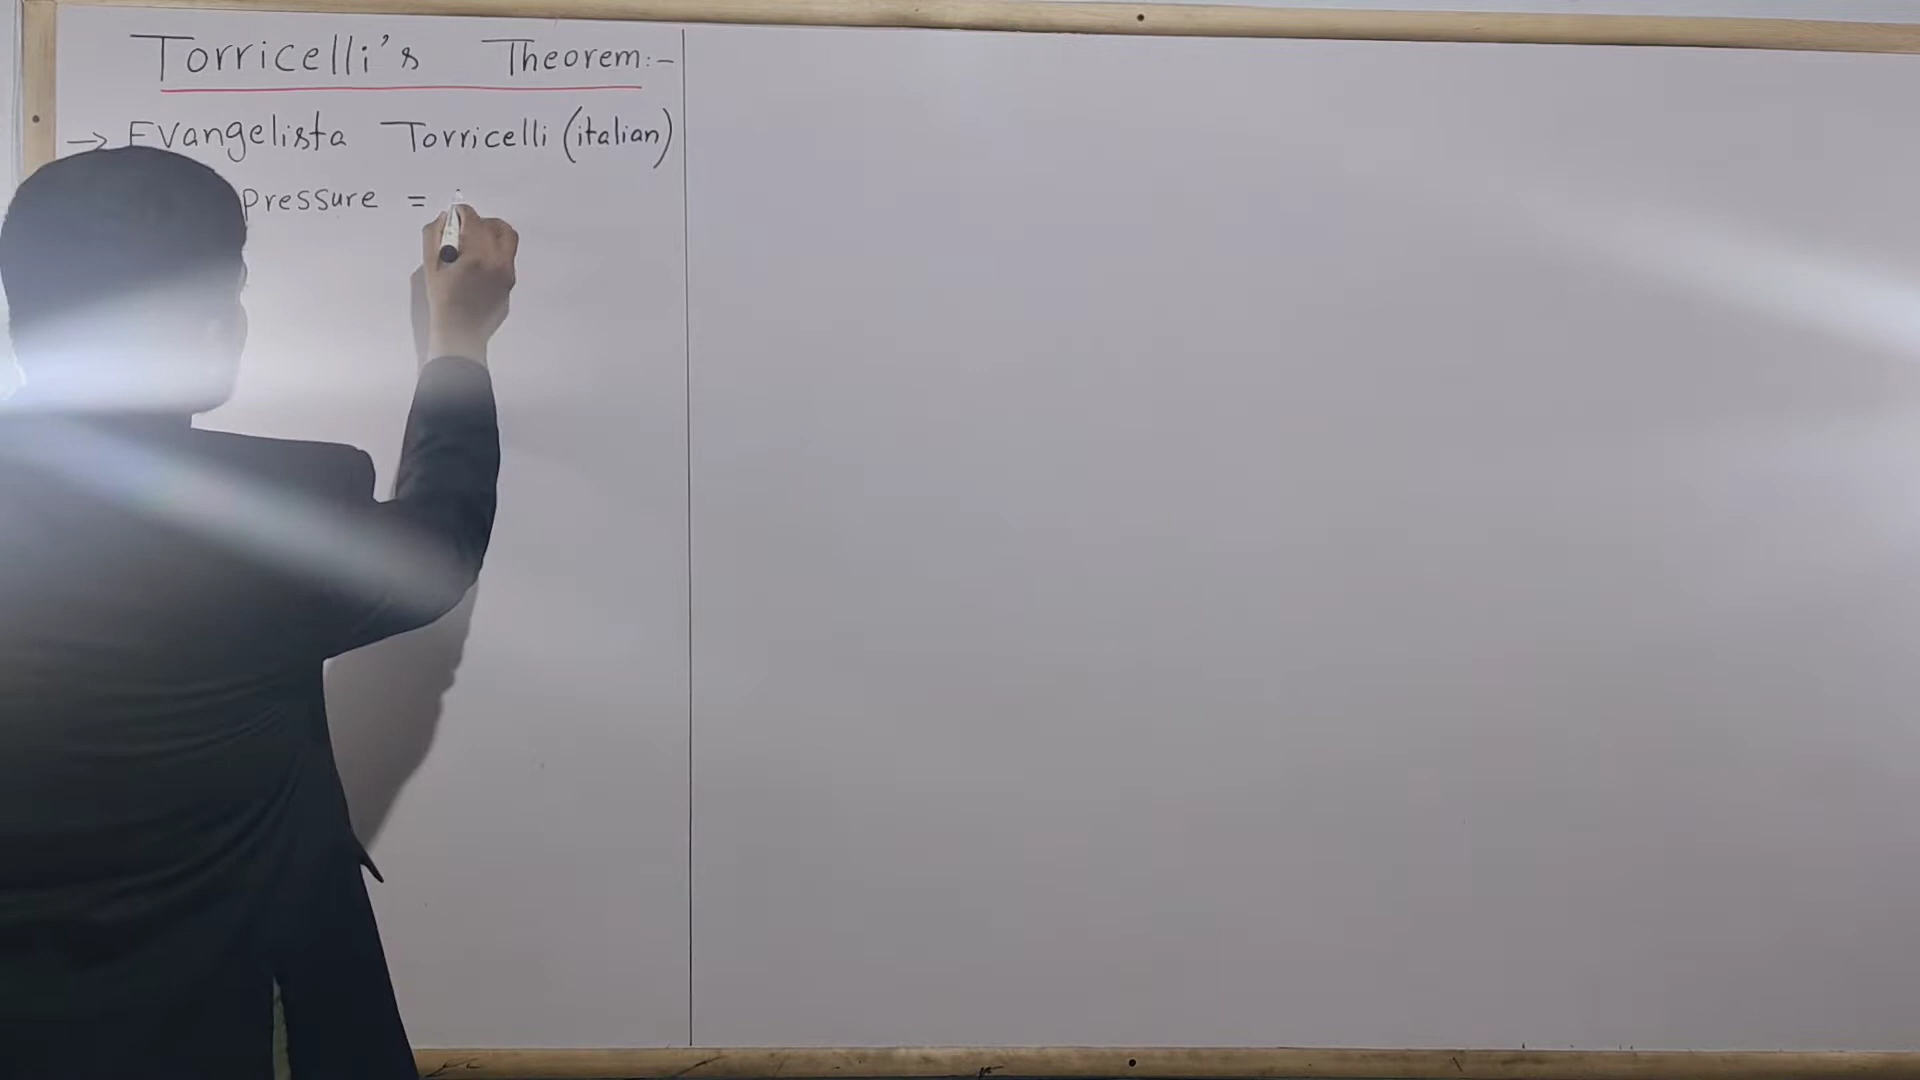 Torricelli's Theorem:-
→ Evangelista Torricelli (italian)
pressure =